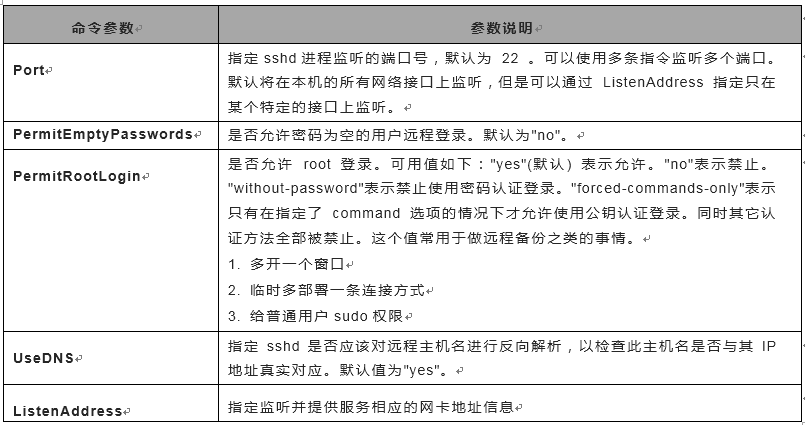 命令参数 参数说明
Port
指定 sshd 进程监听的端口号，默认为 22 。可以使用多条指令监听多个端口。
默认将在本机的所有网络接口上监听，但是可以通过 ListenAddress 指定只在
某个特定的接口上监听。
PermitEmptyPasswords 是否允许密码为空的用户远程登录。默认为"no"。
PermitRootLogin
是否允许 root 登录。可用值如下："yes"(默认) 表示允许。"no"表示禁止。
"without-password"表示禁止使用密码认证登录。"forced-commands-only"表示
只有在指定了 command 选项的情况下才允许使用公钥认证登录。同时其它认
证方法全部被禁止。这个值常用于做远程备份之类的事情。
1. 多开一个窗口
2. 临时多部署一条连接方式
3. 给普通用户 sudo 权限
UseDNS
指定 sshd 是否应该对远程主机名进行反向解析，以检查此主机名是否与其 IP
地址真实对应。默认值为"yes"。
ListenAddress 指定监听并提供服务相应的网卡地址信息